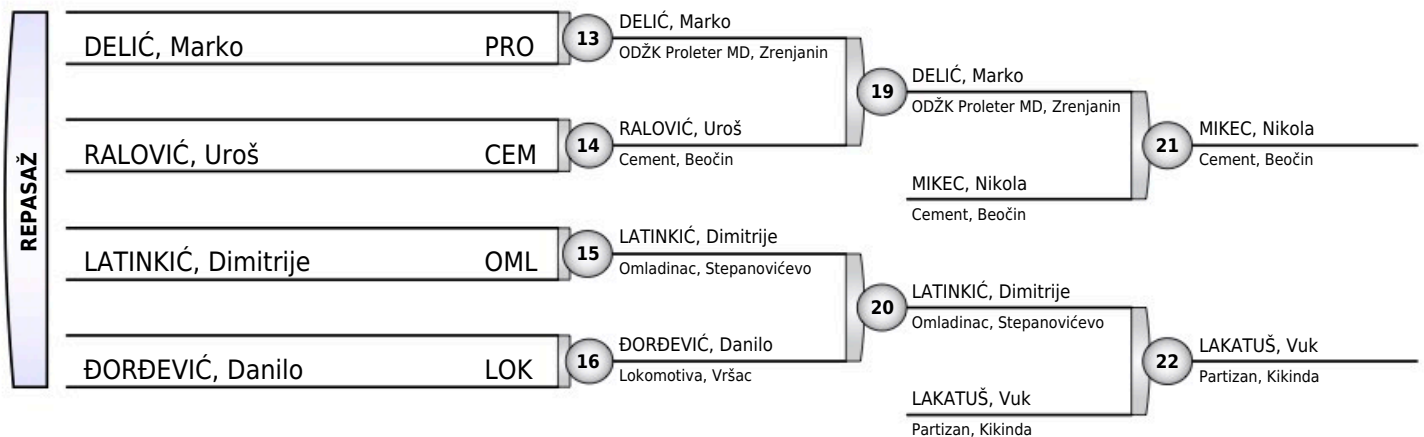 REPASAŽ
DELIĆ, Marko PRO
RALOVIĆ, Uroš CEM
LATINKIĆ, Dimitrije OML
ĐORĐEVIĆ, Danilo LOK
13
DELIĆ, Marko
ODŽK Proleter MD, Zrenjanin
14
RALOVIĆ, Uroš
Cement, Beočin
15
LATINKIĆ, Dimitrije
Omladinac, Stepanovićevo
16
ĐORĐEVIĆ, Danilo
Lokomotiva, Vršac
19
DELIĆ, Marko
ODŽK Proleter MD, Zrenjanin
MIKEC, Nikola
Cement, Beočin
20
LATINKIĆ, Dimitrije
Omladinac, Stepanovićevo
LAKATUŠ, Vuk
Partizan, Kikinda
21
MIKEC, Nikola
Cement, Beočin
22
LAKATUŠ, Vuk
Partizan, Kikinda